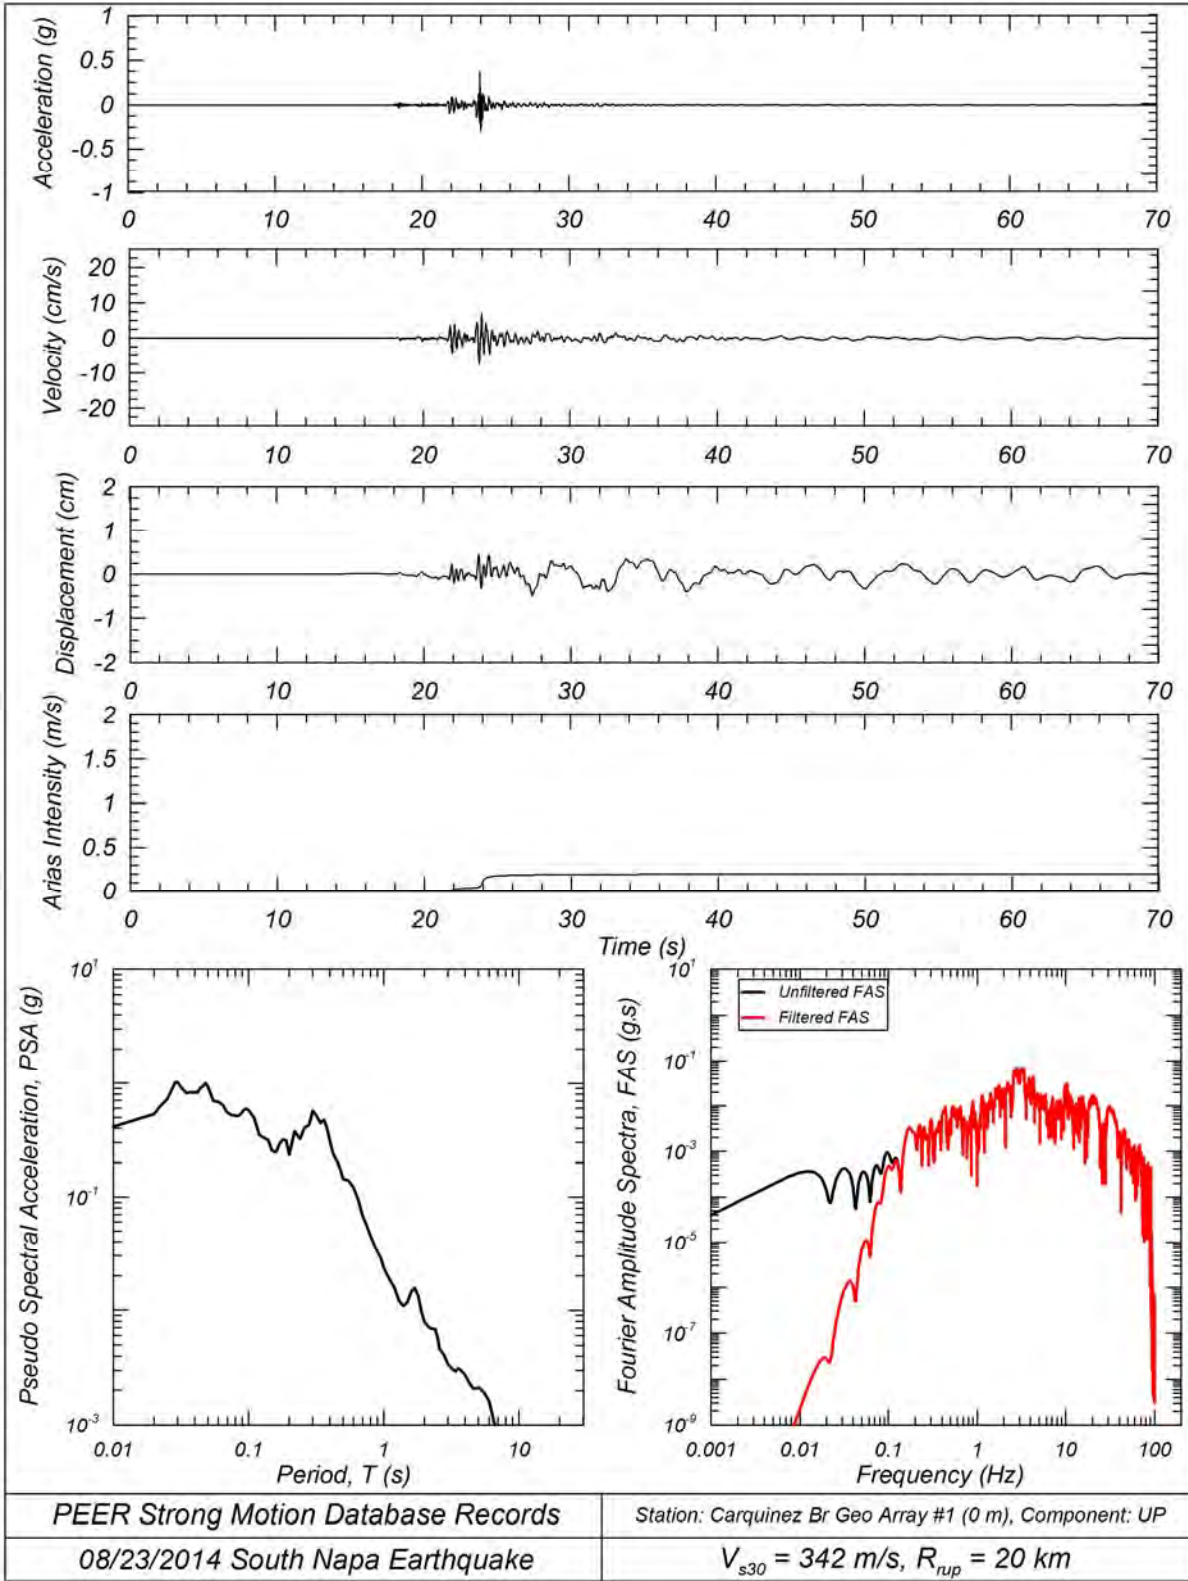 Acceleration (g)
1
0.5
0
-0.5
-1
0 10 20 30 40 50 60 70
Velocity (cm/s)
20
10
0
-10
-20
0 10 20 30 40 50 60 70
Displacement (cm)
2
1
0
-1
-2
0 10 20 30 40 50 60 70
Arias Intensity (m/s)
2
1.5
1
0.5
0
0 10 20 30 40 50 60 70
Time (s)
Pseudo Spectral Acceleration, PSA (g)
10¹
10⁻¹
10⁻³
0.01 0.1 1 10
Period, T (s)
Fourier Amplitude Spectra, FAS (g.s)
10¹
10⁻¹
10⁻³
10⁻⁵
10⁻⁷
10⁻⁹
Unfiltered FAS
Filtered FAS
0.001 0.01 0.1 1 10 100
Frequency (Hz)
PEER Strong Motion Database Records
Station: Carquinez Br Geo Array #1 (0 m), Component: UP
08/23/2014 South Napa Earthquake
Vs30 = 342 m/s, Rrup = 20 km